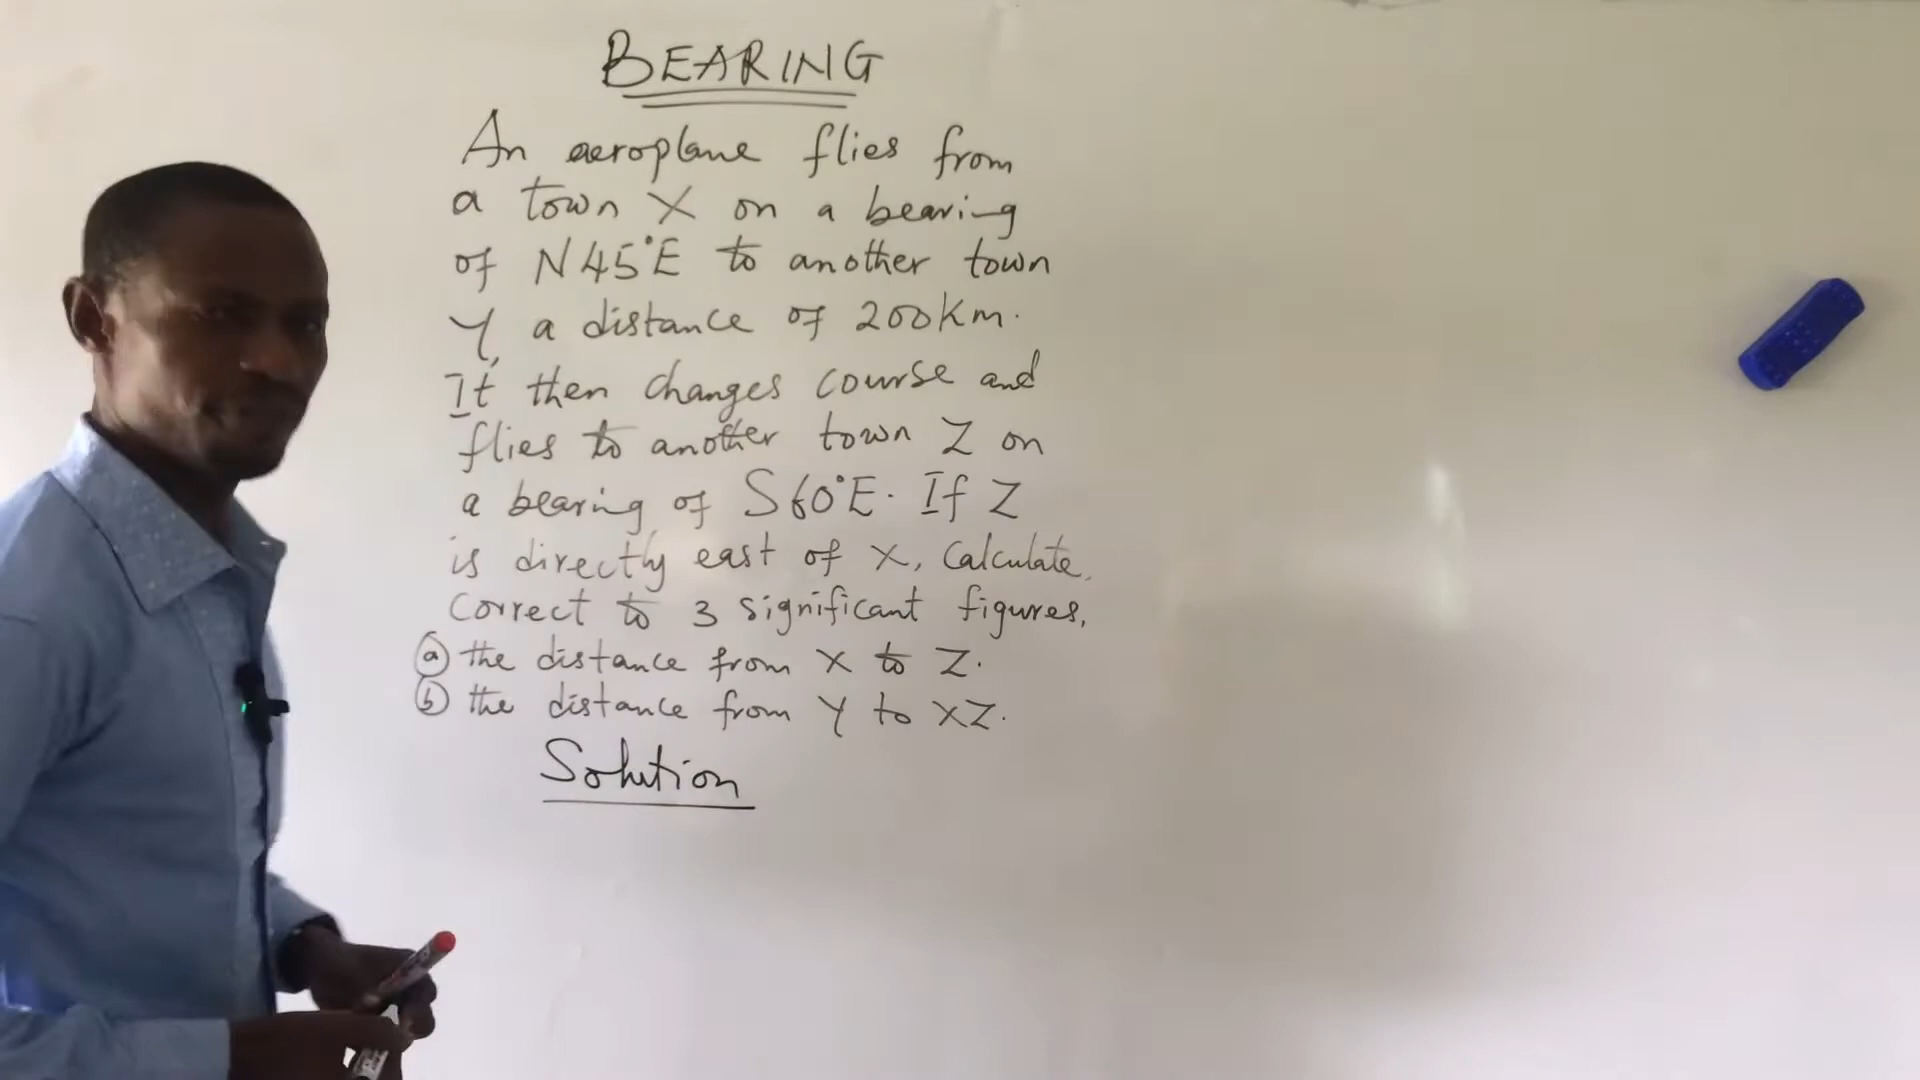 BEARING
An aeroplane flies from
a town X on a bearing
of N45°E to another town
Y, a distance of 200km.
It then changes course and
flies to another town Z on
a bearing of S60°E. If Z
is directly east of X, Calculate,
Correct to 3 significant figures,
(a) the distance from X to Z.
(b) the distance from Y to XZ.
Solution